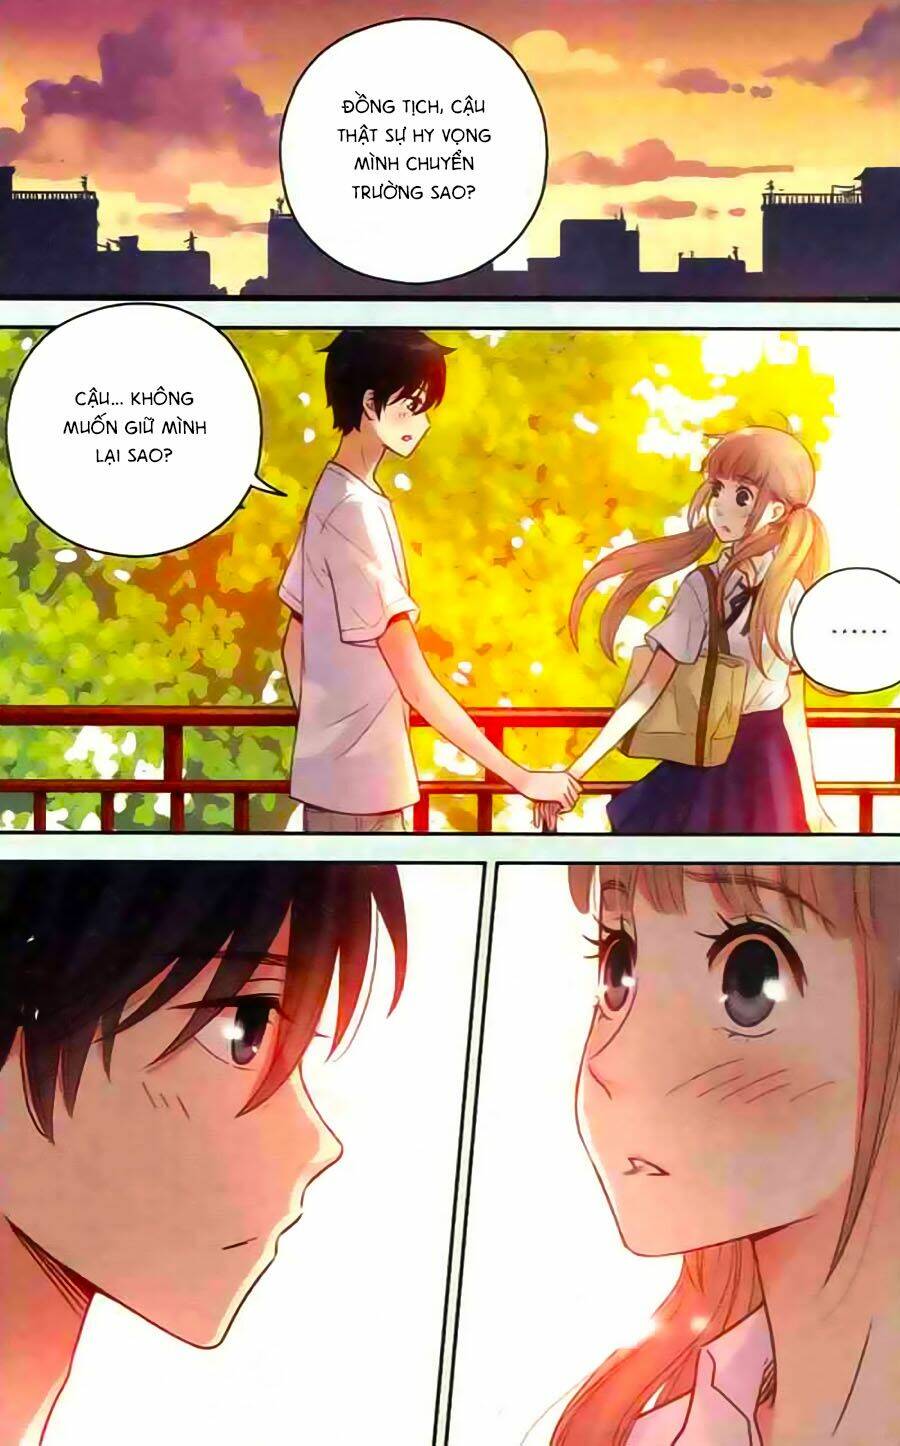 ĐỒNG TỊCH, CẬU
THẬT SỰ HY VỌNG
MÌNH CHUYỂN
TRƯỜNG SAO?
CẬU... KHÔNG
MUỐN GIỮ MÌNH
LẠI SAO?
......